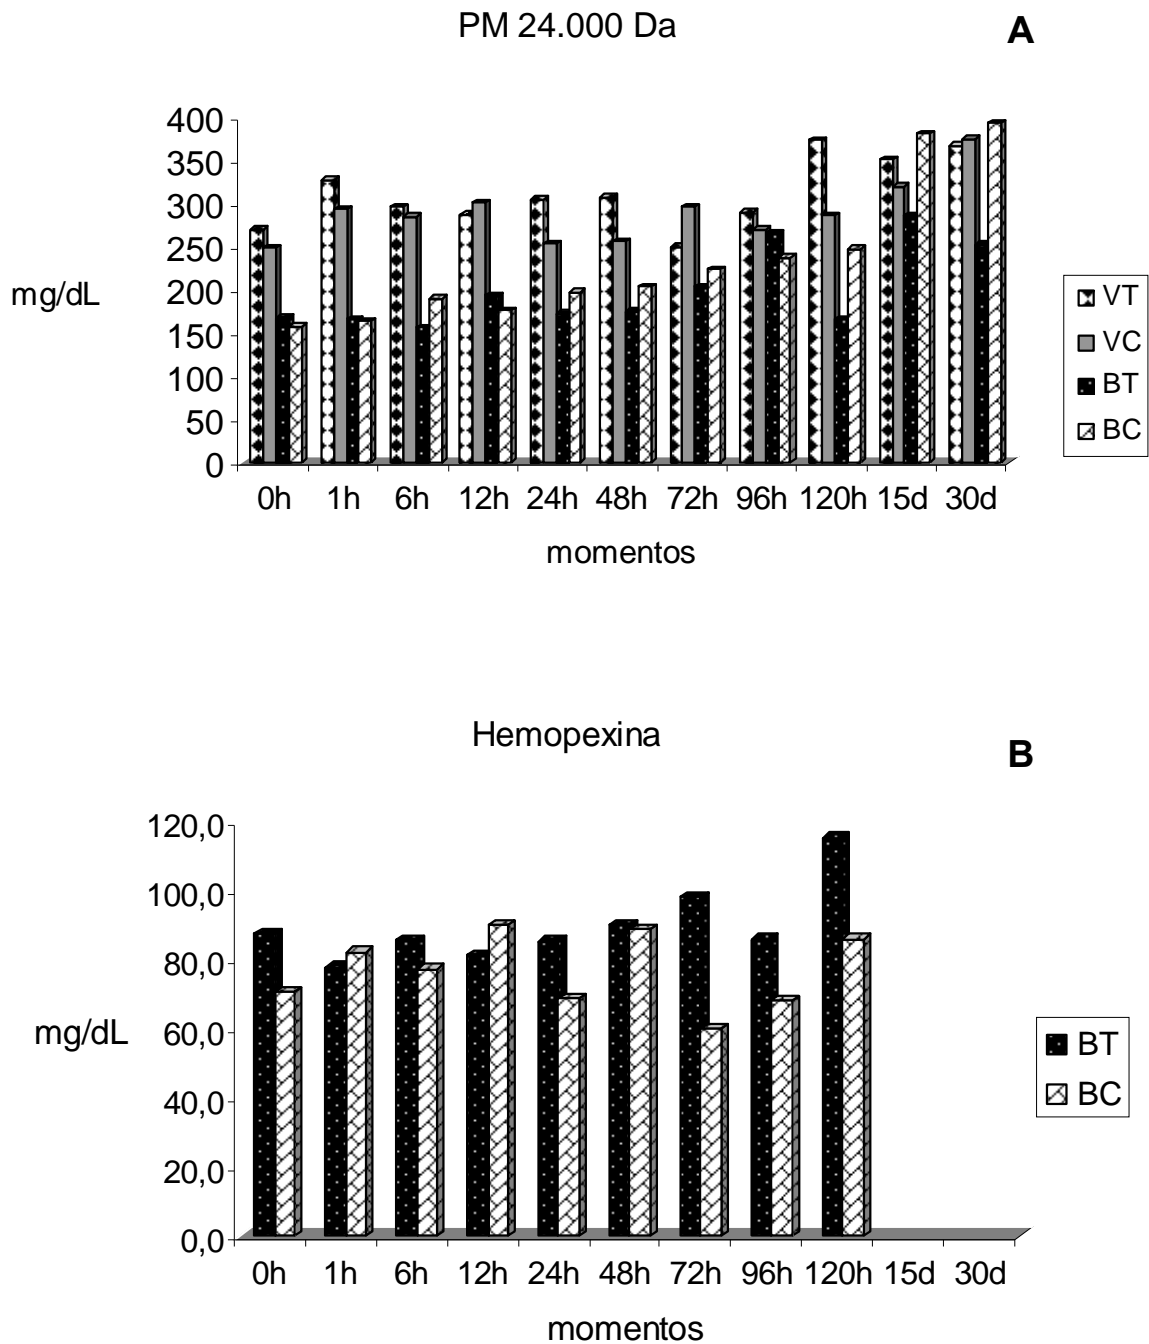 PM 24.000 Da
A
400
350
300
250
200
150
100
50
0
mg/dL
VT
VC
BT
BC
0h 1h 6h 12h 24h 48h 72h 96h 120h 15d 30d
momentos
Hemopexina
B
120,0
100,0
80,0
60,0
40,0
20,0
0,0
mg/dL
BT
BC
0h 1h 6h 12h 24h 48h 72h 96h 120h 15d 30d
momentos